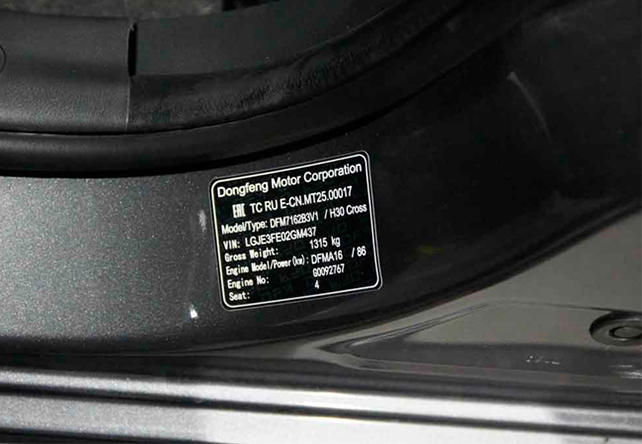 Dongfeng Motor Corporation
EAC TC RU E-CN.MT25.00017
Model/Type: DFM7162B3V1 / H30 Cross
VIN: LGJE3FE02GM437
Gross Weight: 1315 kg
Engine Model/Power(kw): DFMA16 / 86
Engine No: G0092767
Seat: 4